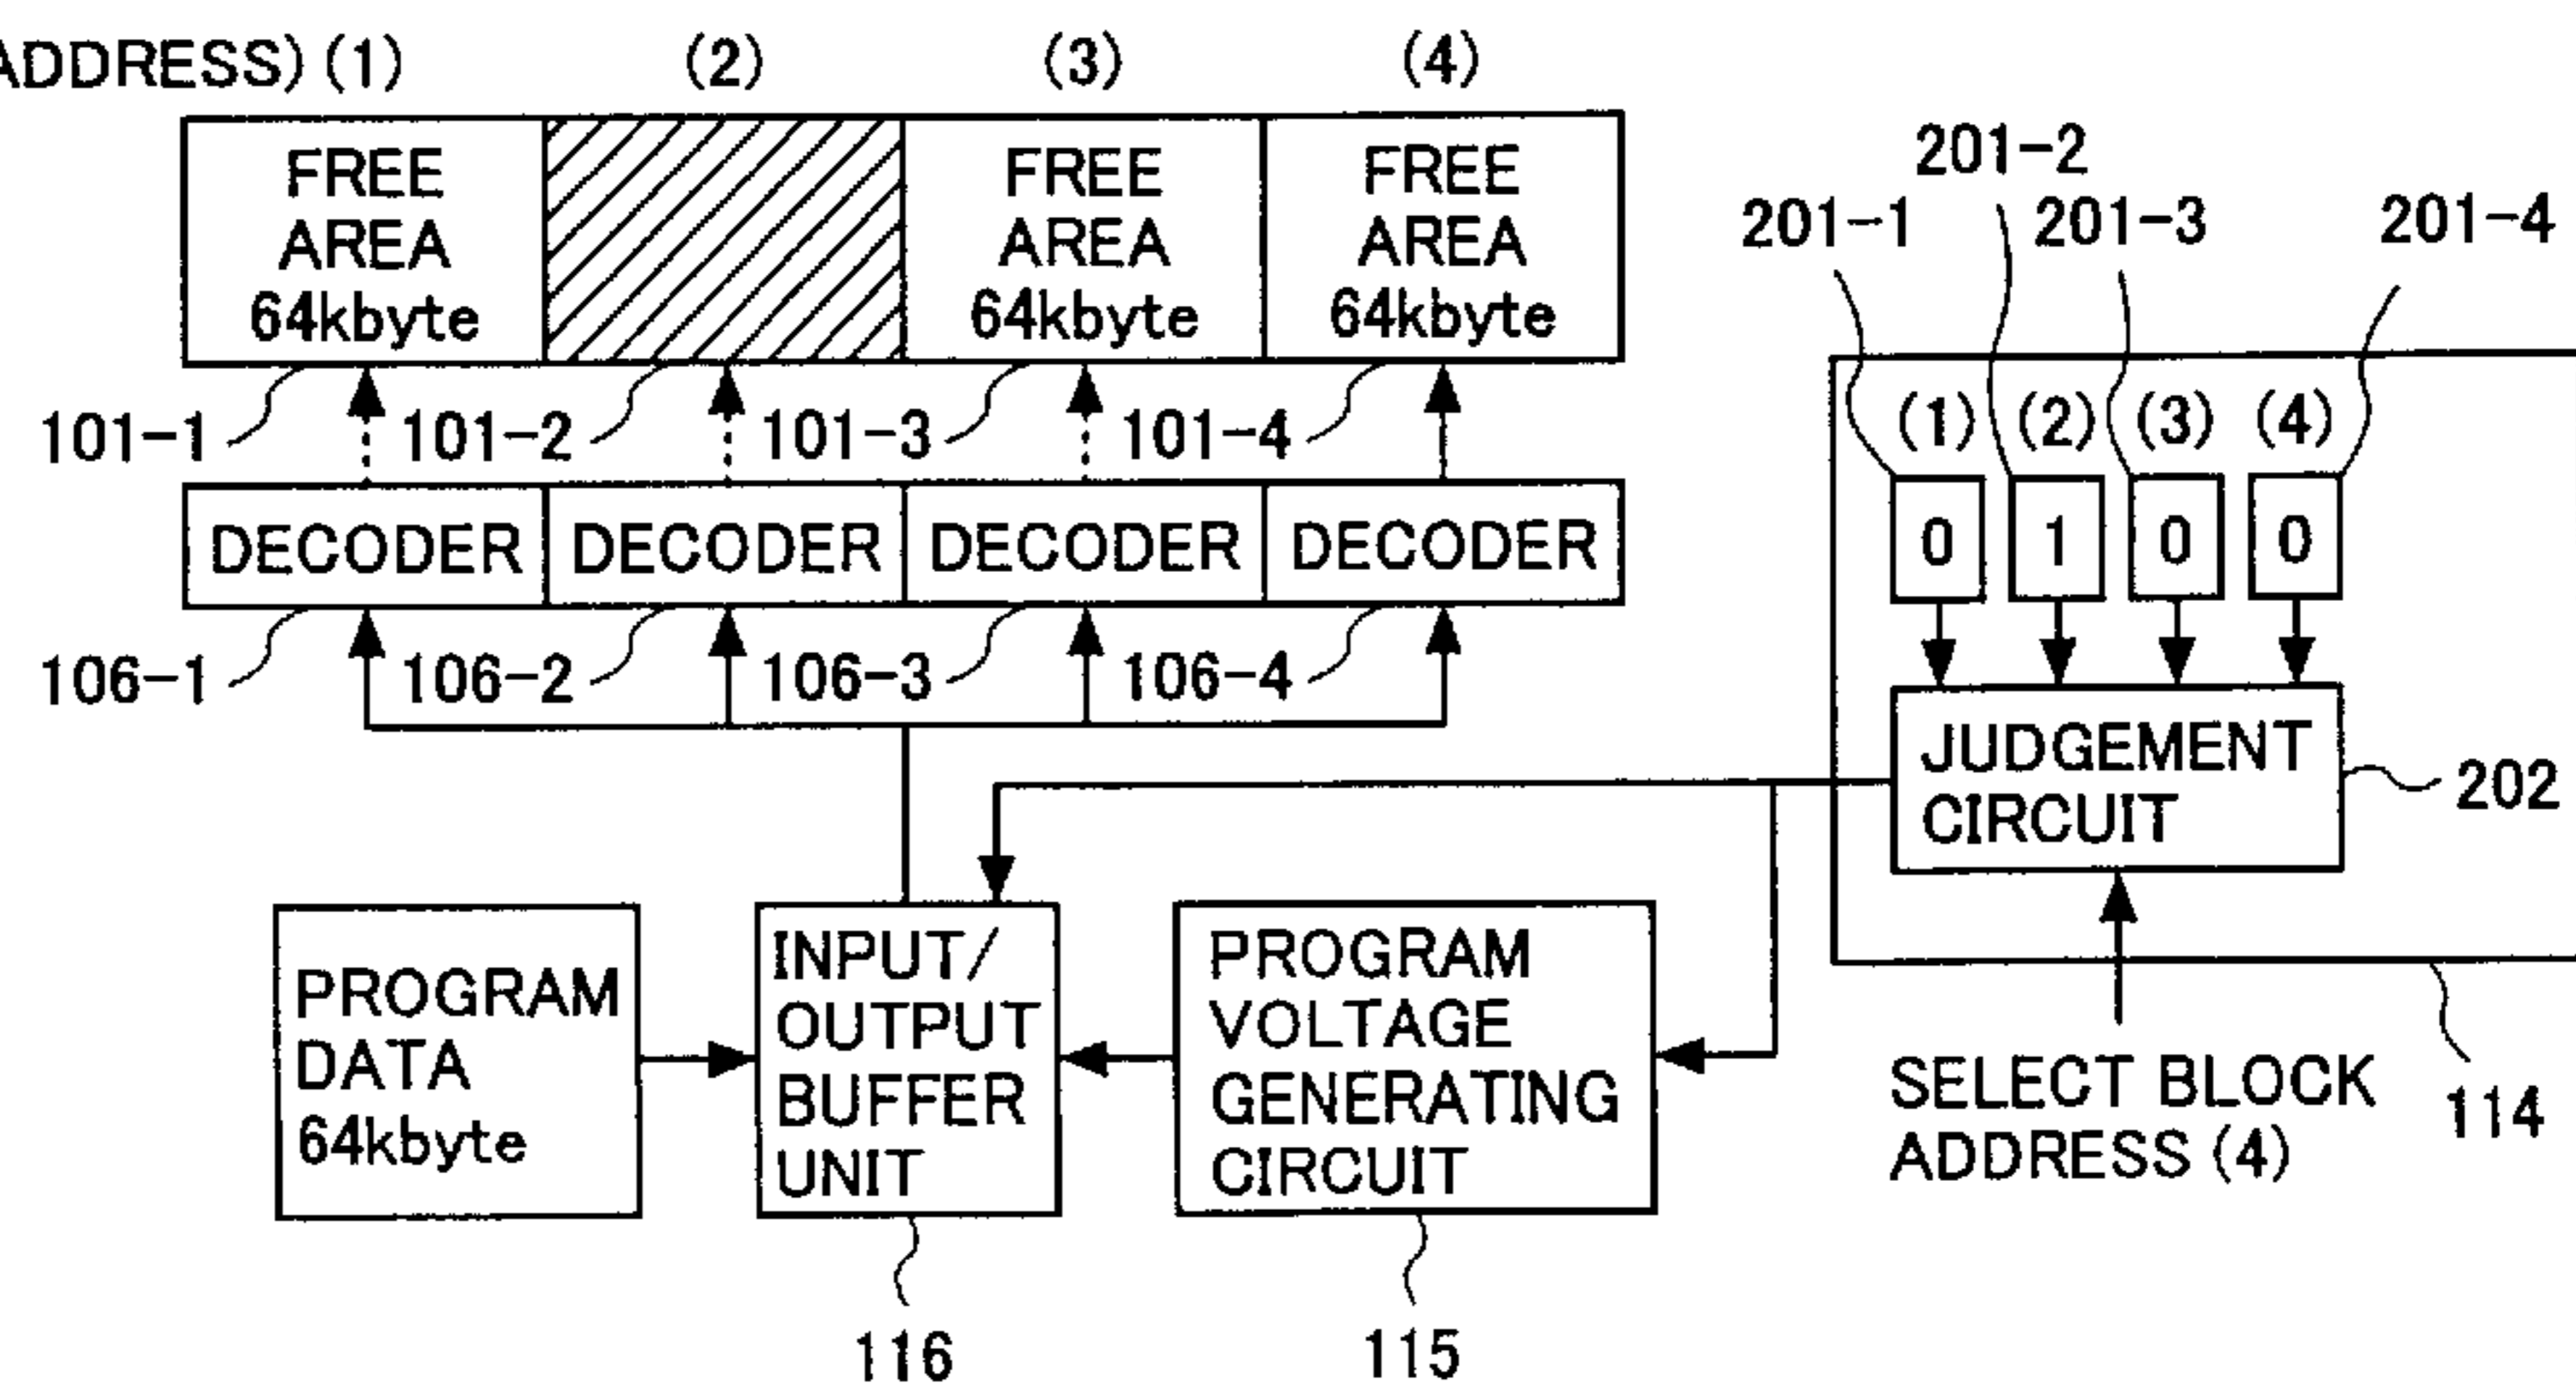 ADDRESS) (1) (2) (3) (4)
FREE
AREA
64kbyte
FREE
AREA
64kbyte
FREE
AREA
64kbyte
101-1 101-2 101-3 101-4
DECODER DECODER DECODER DECODER
106-1 106-2 106-3 106-4
201-1 201-2 201-3 201-4
(1) (2) (3) (4)
0 1 0 0
JUDGEMENT
CIRCUIT
202
SELECT BLOCK
ADDRESS (4)
114
PROGRAM
DATA
64kbyte
INPUT/
OUTPUT
BUFFER
UNIT
116
PROGRAM
VOLTAGE
GENERATING
CIRCUIT
115